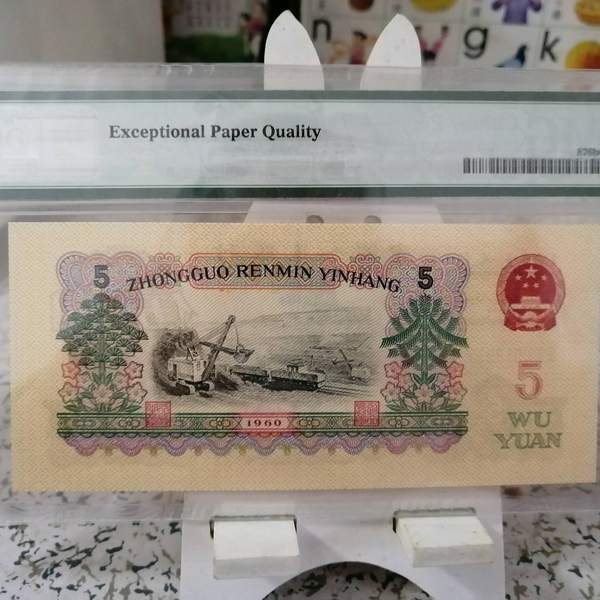 n g k
Exceptional Paper Quality
5 ZHONGGUO RENMIN YINHANG 5
5
1960
WU
YUAN